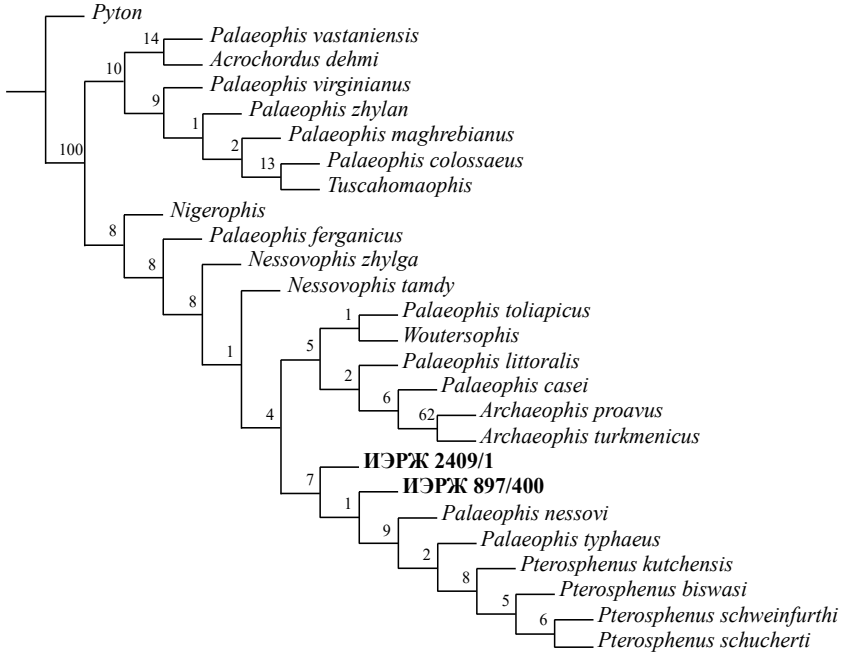 Pyton
14
Palaeophis vastaniensis
10
Acrochordus dehmi
9
Palaeophis virginianus
1
Palaeophis zhylan
2
Palaeophis maghrebianus
100
13
Palaeophis colossaeus
Tuscahomaophis
8
Nigerophis
8
Palaeophis ferganicus
8
Nessovophis zhylga
1
Nessovophis tamdy
1
Palaeophis toliapicus
5
Woutersophis
2
Palaeophis littoralis
6
Palaeophis casei
4
62
Archaeophis proavus
Archaeophis turkmenicus
7
ИЭРЖ 2409/1
1
ИЭРЖ 897/400
9
Palaeophis nessovi
2
Palaeophis typhaeus
8
Pterosphenus kutchensis
5
Pterosphenus biswasi
6
Pterosphenus schweinfurthi
Pterosphenus schucherti